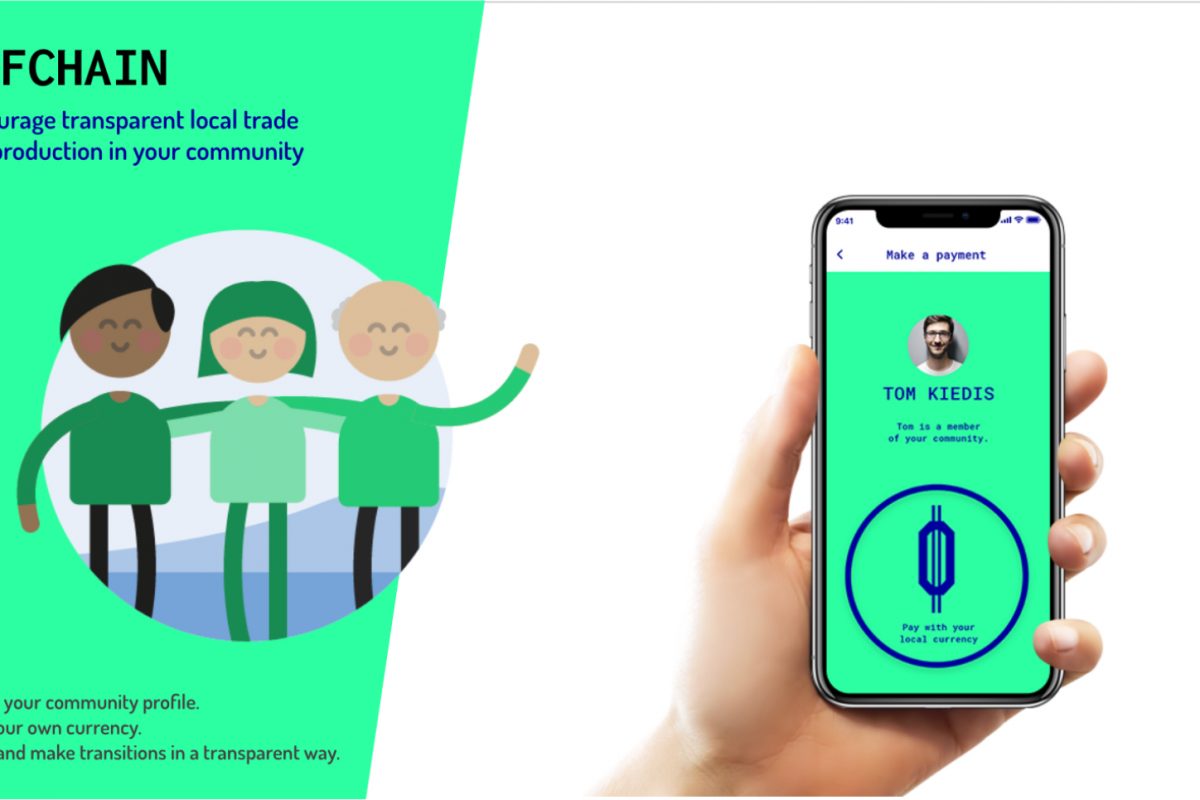 FCHAIN
urage transparent local trade
production in your community
your community profile.
our own currency.
and make transitions in a transparent way.
9:41
Make a payment
TOM KIEDIS
Tom is a member
of your community.
Pay with your
local currency